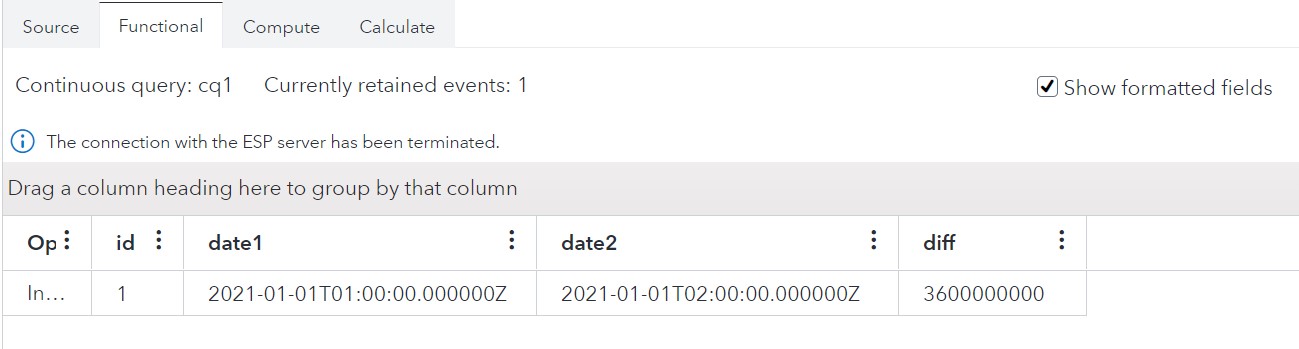 Source Functional Compute Calculate
Continuous query: cq1 Currently retained events: 1 Show formatted fields
The connection with the ESP server has been terminated.
Drag a column heading here to group by that column
Op id date1 date2 diff
In... 1 2021-01-01T01:00:00.000000Z 2021-01-01T02:00:00.000000Z 3600000000